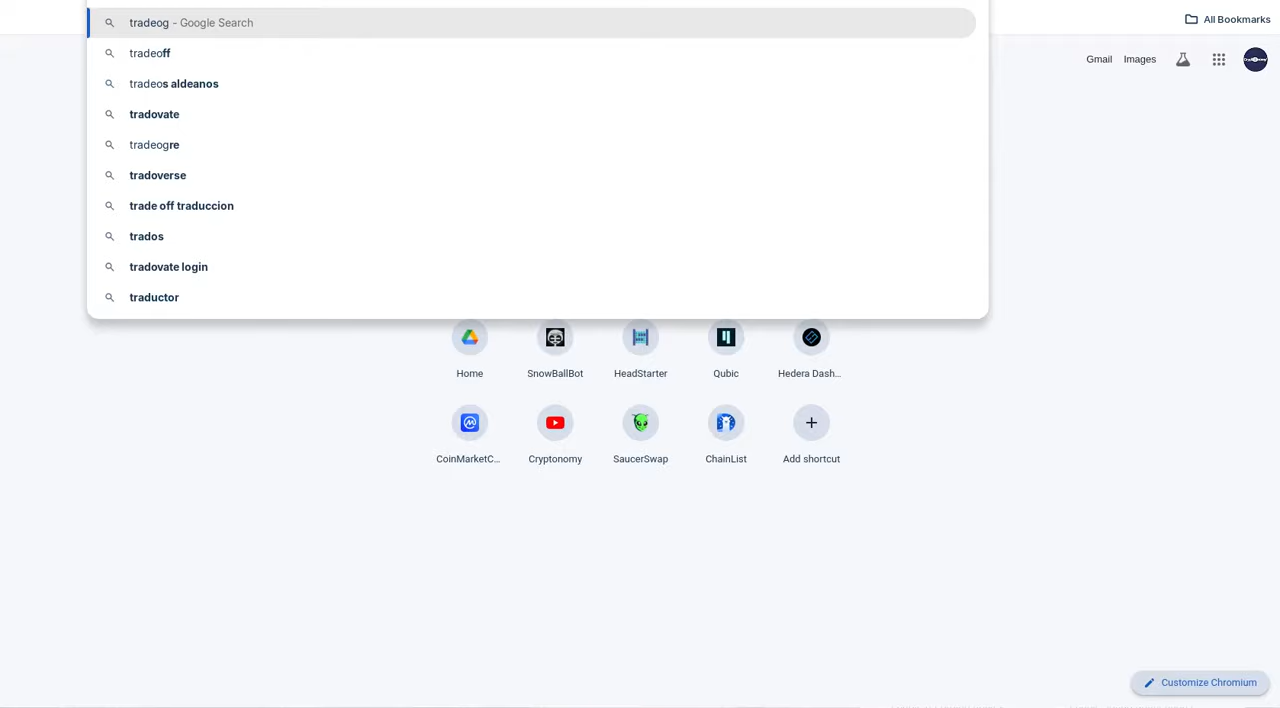 tradeog - Google Search
All Bookmarks
tradeoff
tradeos aldeanos
tradovate
tradeogre
tradoverse
trade off traduccion
trados
tradovate login
traductor
Gmail
Images
Home
SnowBallBot
HeadStarter
Qubic
Hedera Dash...
CoinMarketC...
Cryptonomy
SaucerSwap
ChainList
Add shortcut
Customize Chromium